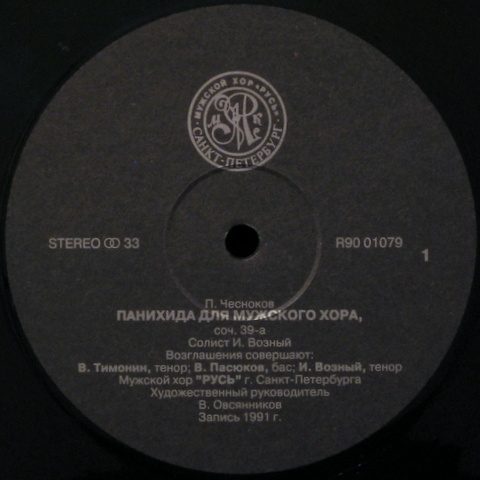 · МУЖСКОЙ ХОР «РУСЬ» ·
М К
САНКТ-ПЕТЕРБУРГ
STEREO 33
R90 01079
1
П. Чесноков
ПАНИХИДА ДЛЯ МУЖСКОГО ХОРА,
соч. 39-а
Солист И. Возный
Возглашения совершают:
В. Тимонин, тенор; В. Пасюков, бас; И. Возный, тенор
Мужской хор "РУСЬ" г. Санкт-Петербурга
Художественный руководитель
В. Овсянников
Запись 1991 г.